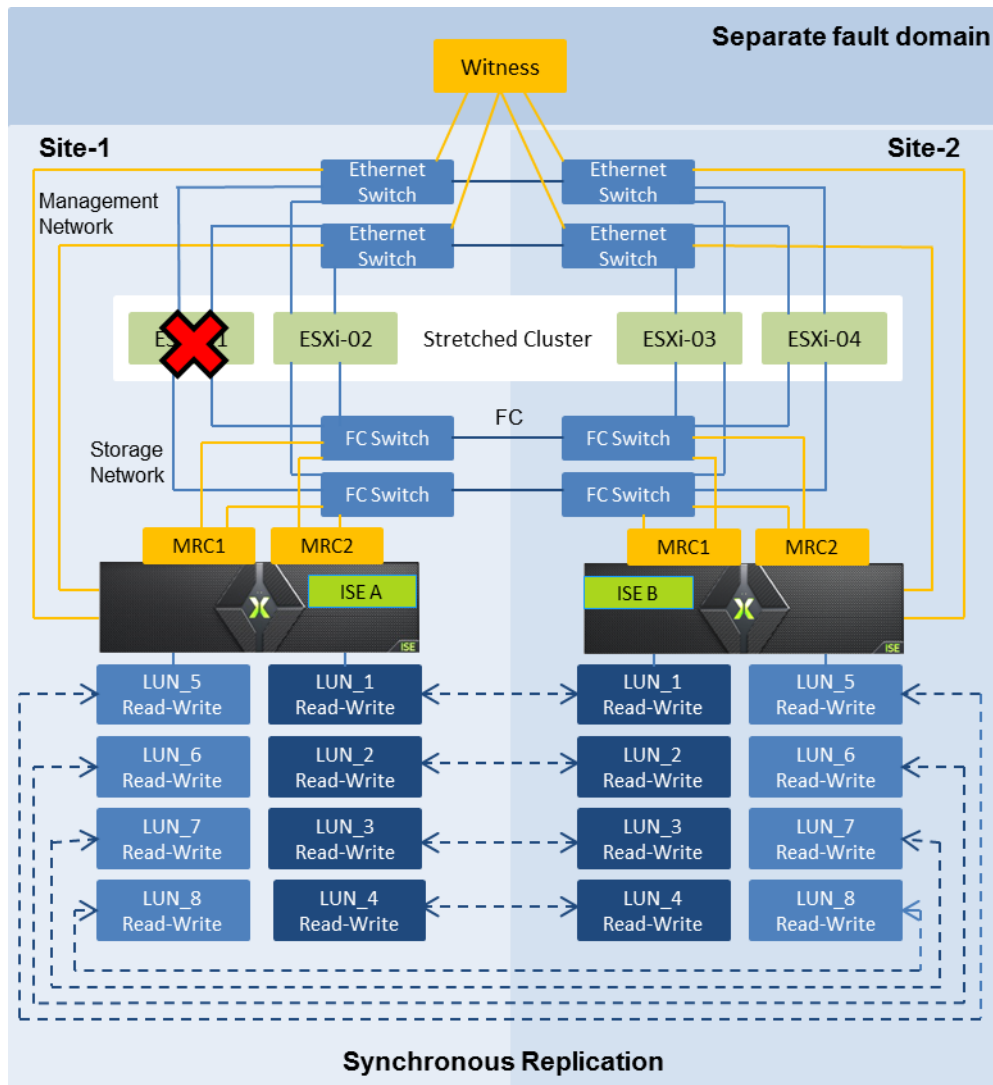 Separate fault domain
Witness
Site-1
Site-2
Ethernet
Switch
Ethernet
Switch
Management
Network
Ethernet
Switch
Ethernet
Switch
ESXi-02
Stretched Cluster
ESXi-03
ESXi-04
FC
FC Switch
FC Switch
Storage
Network
FC Switch
FC Switch
MRC1
MRC2
MRC1
MRC2
ISE A
ISE B
ISE
ISE
LUN_5
Read-Write
LUN_1
Read-Write
LUN_1
Read-Write
LUN_5
Read-Write
LUN_6
Read-Write
LUN_2
Read-Write
LUN_2
Read-Write
LUN_6
Read-Write
LUN_7
Read-Write
LUN_3
Read-Write
LUN_3
Read-Write
LUN_7
Read-Write
LUN_8
Read-Write
LUN_4
Read-Write
LUN_4
Read-Write
LUN_8
Read-Write
Synchronous Replication